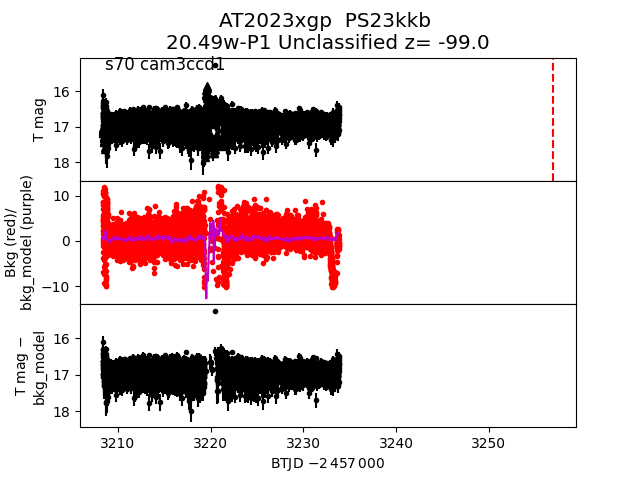 AT2023xgp  PS23kkb
20.49w-P1 Unclassified z= -99.0
s70 cam3ccd1
T mag
16
17
18
Bkg (red)/
bkg_model (purple)
10
0
−10
T mag −
bkg_model
16
17
18
3210 3220 3230 3240 3250
BTJD −2 457 000